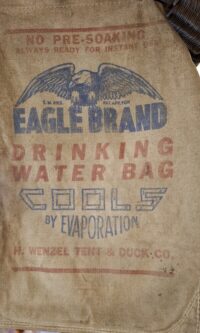 NO PRE-SOAKING
ALWAYS READY FOR INSTANT USE
EAGLE BRAND
DRINKING
WATER BAG
COOLS
BY EVAPORATION
H. WENZEL TENT & DUCK CO.